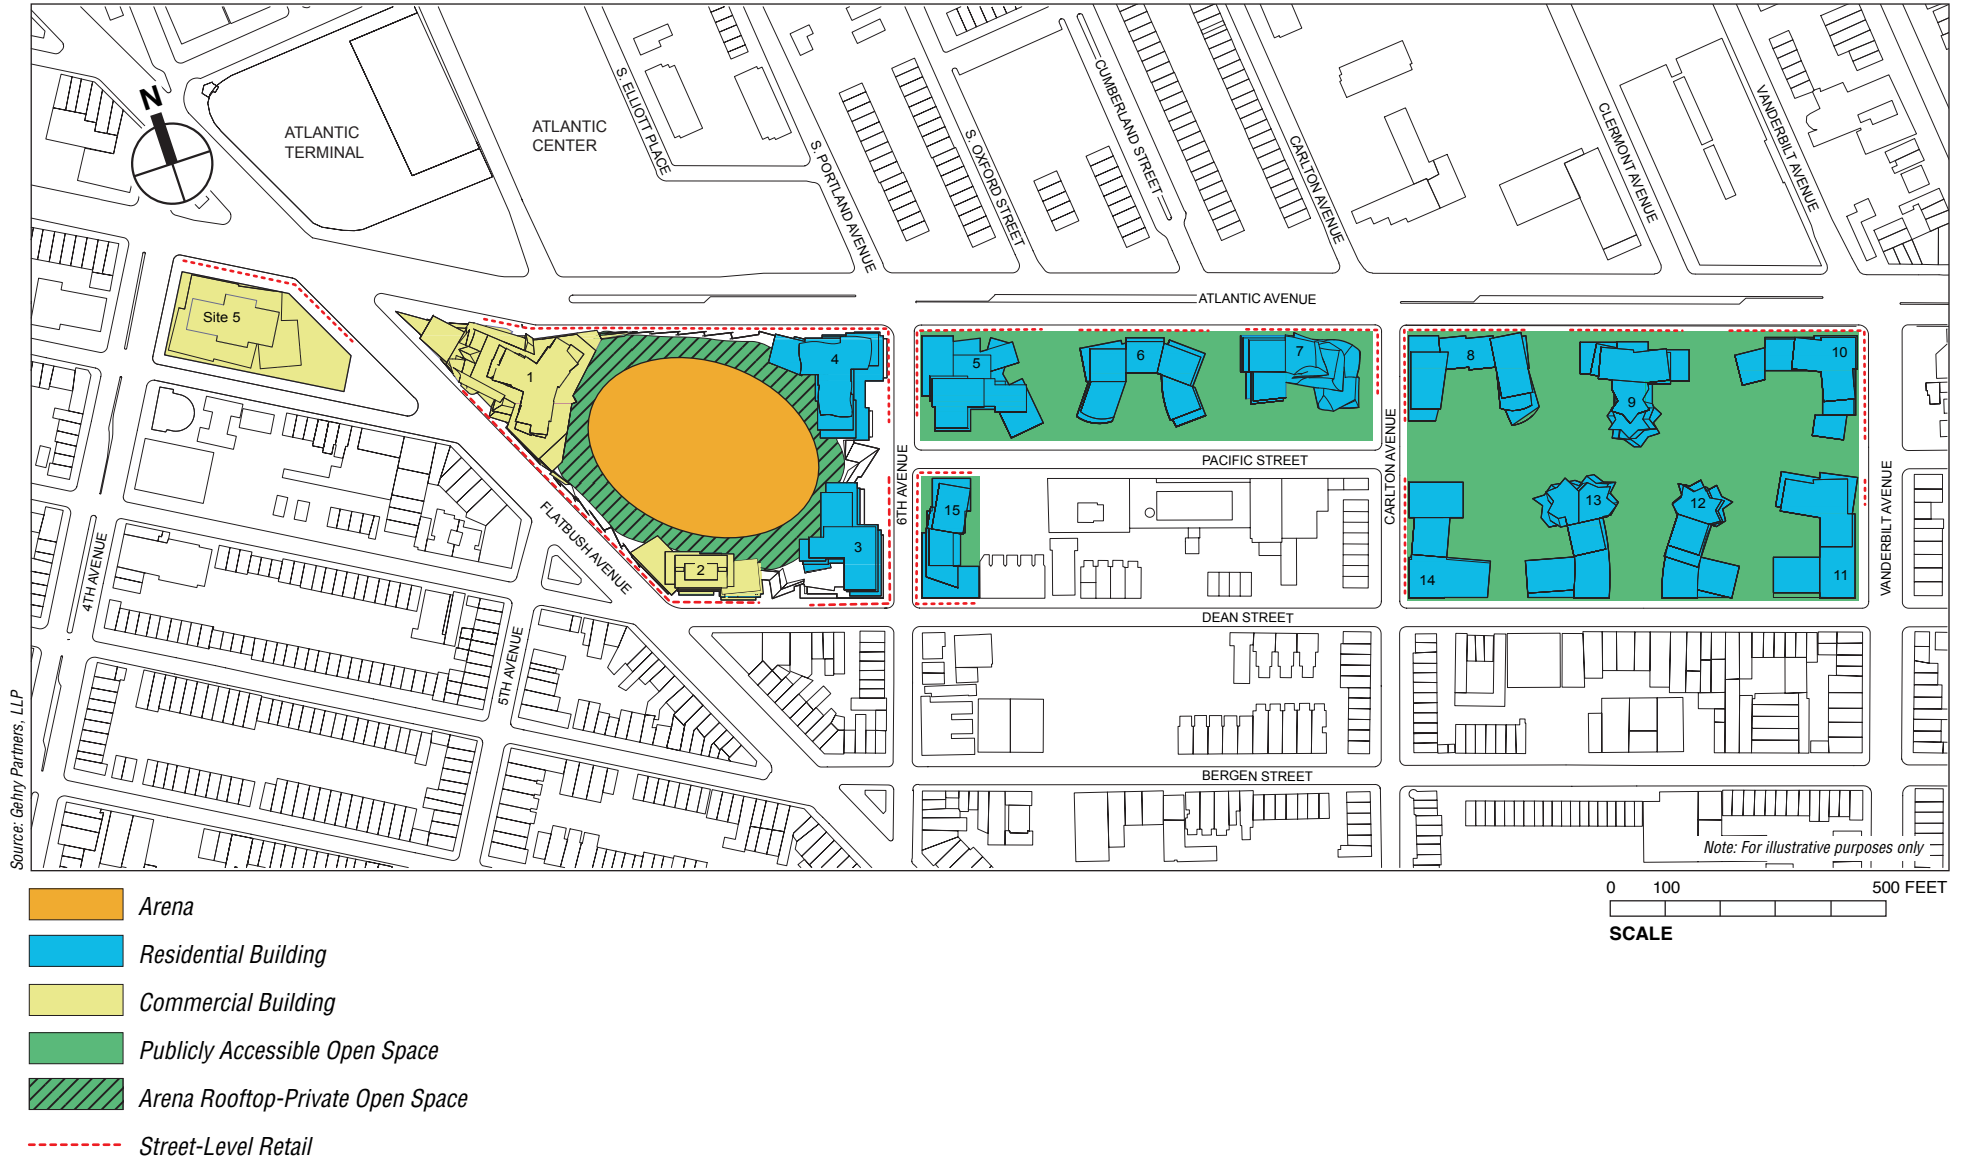 N
ATLANTIC
TERMINAL
ATLANTIC
CENTER
S. ELLIOTT PLACE
S. PORTLAND AVENUE
S. OXFORD STREET
CUMBERLAND STREET
CARLTON AVENUE
CLERMONT AVENUE
VANDERBILT AVENUE
ATLANTIC AVENUE
Site 5
1
4
5
6
7
8
9
10
6TH AVENUE
PACIFIC STREET
CARLTON AVENUE
VANDERBILT AVENUE
FLATBUSH AVENUE
4TH AVENUE
5TH AVENUE
2
3
15
13
12
14
11
DEAN STREET
BERGEN STREET
Source: Gehry Partners, LLP
Note: For illustrative purposes only
0 100 500 FEET
SCALE
Arena
Residential Building
Commercial Building
Publicly Accessible Open Space
Arena Rooftop-Private Open Space
Street-Level Retail